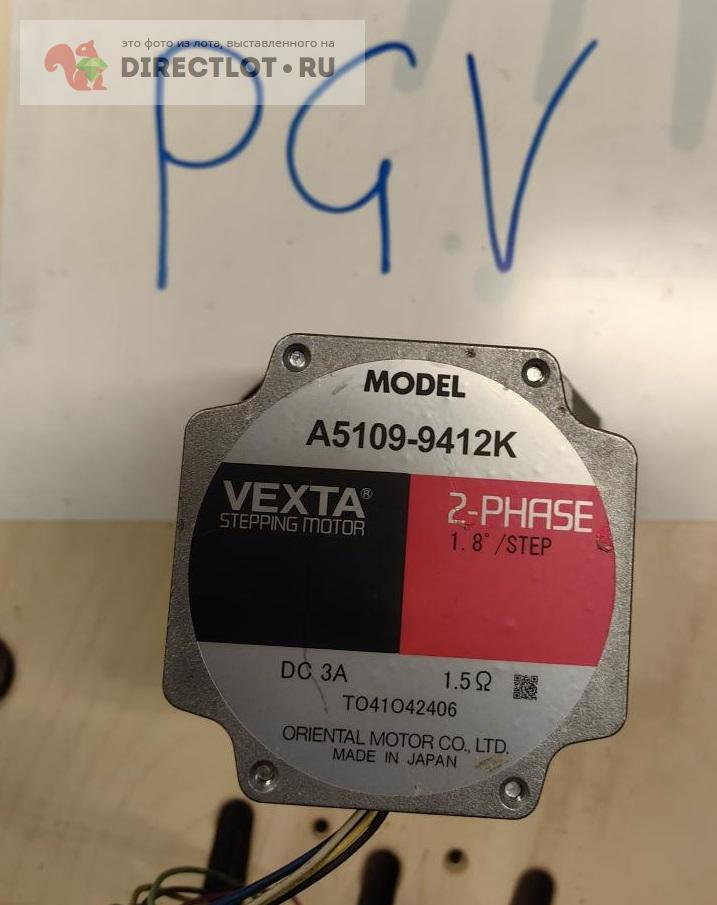 это фото из лота, выставленного на
DIRECTLOT•RU
PGV
MODEL
A5109-9412K
VEXTA®
STEPPING MOTOR
2-PHASE
1.8°/STEP
DC 3A
1.5Ω
TO41O42406
ORIENTAL MOTOR CO., LTD.
MADE IN JAPAN